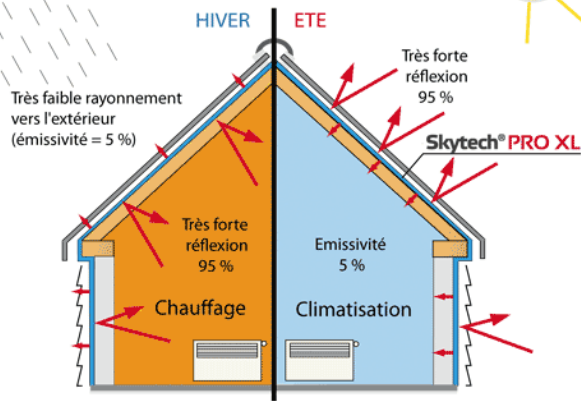 HIVER
ETE
Très faible rayonnement
vers l'extérieur
(émissivité = 5 %)
Très forte
réflexion
95 %
Skytech® PRO XL
Très forte
réflexion
95 %
Emissivité
5 %
Chauffage
Climatisation